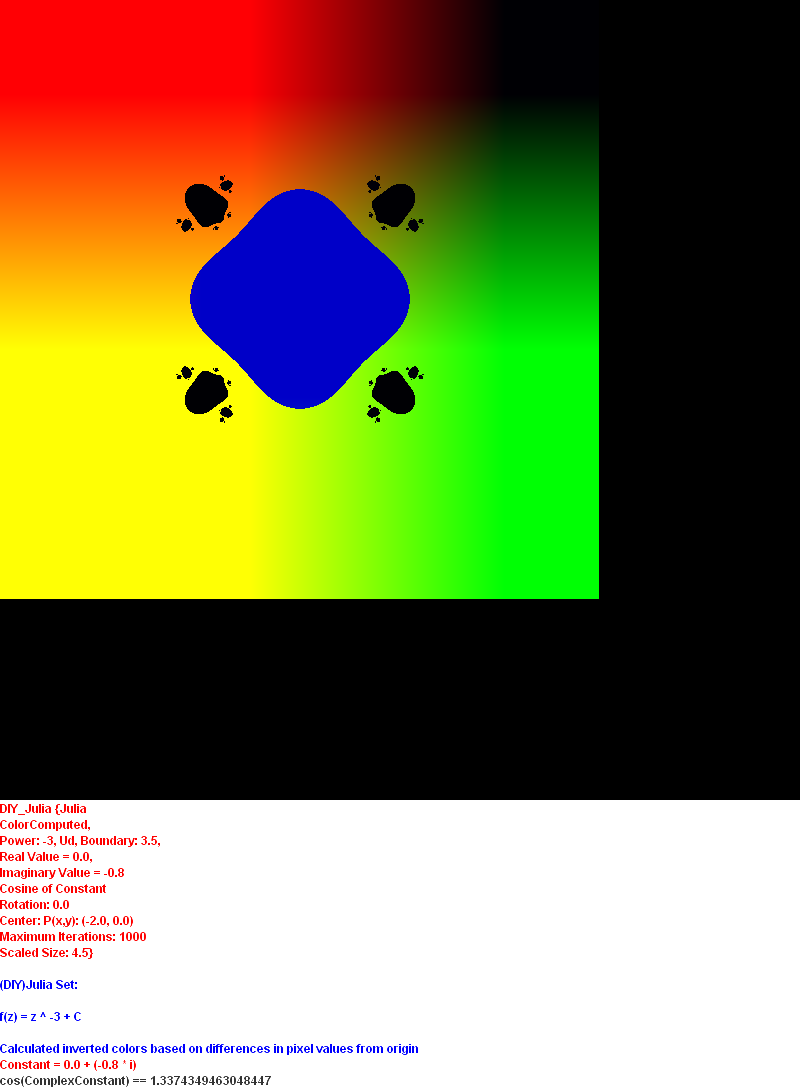 DIY_Julia {Julia
ColorComputed,
Power: -3, Ud, Boundary: 3.5,
Real Value = 0.0,
Imaginary Value = -0.8
Cosine of Constant
Rotation: 0.0
Center: P(x,y): (-2.0, 0.0)
Maximum Iterations: 1000
Scaled Size: 4.5}
(DIY)Julia Set:
f(z) = z ^ -3 + C
Calculated inverted colors based on differences in pixel values from origin
Constant = 0.0 + (-0.8 * i)
cos(ComplexConstant) == 1.3374349463048447